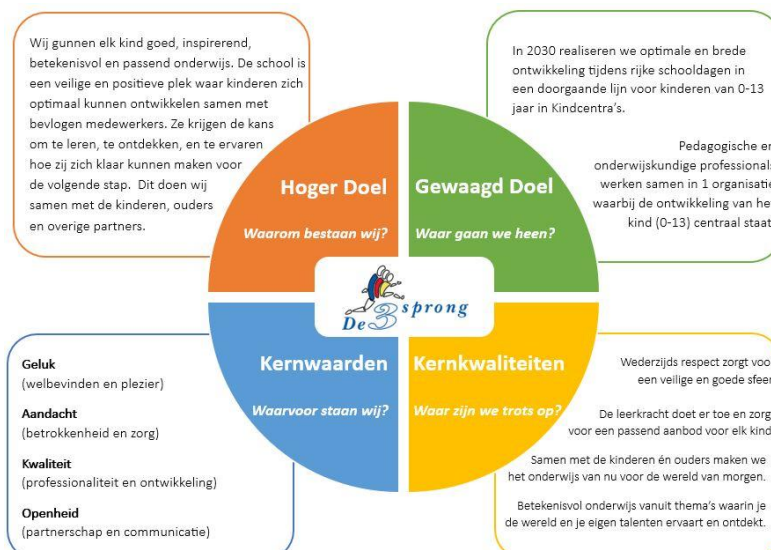 Wij gunnen elk kind goed, inspirerend,
betekenisvol en passend onderwijs. De school is
een veilige en positieve plek waar kinderen zich
optimaal kunnen ontwikkelen samen met
bevlogen medewerkers. Ze krijgen de kans
om te leren, te ontdekken, en te ervaren
hoe zij zich klaar kunnen maken voor
de volgende stap. Dit doen wij
samen met de kinderen, ouders
en overige partners.
In 2030 realiseren we optimale en brede
ontwikkeling tijdens rijke schooldagen in
een doorgaande lijn voor kinderen van 0-13
jaar in Kindcentra's.
Pedagogische en
onderwijskundige professionals
werken samen in 1 organisatie
waarbij de ontwikkeling van het
kind (0-13) centraal staat
Hoger Doel
Waarom bestaan wij?
Gewaagd Doel
Waar gaan we heen?
De 3 sprong
Kernwaarden
Waarvoor staan wij?
Kernkwaliteiten
Waar zijn we trots op?
Geluk
(welbevinden en plezier)
Aandacht
(betrokkenheid en zorg)
Kwaliteit
(professionaliteit en ontwikkeling)
Openheid
(partnerschap en communicatie)
Wederzijds respect zorgt voo
een veilige en goede sfeer
De leerkracht doet er toe en zorg
voor een passend aanbod voor elk kind
Samen met de kinderen én ouders maken we
het onderwijs van nu voor de wereld van morgen.
Betekenisvol onderwijs vanuit thema's waarin je
de wereld en je eigen talenten ervaart en ontdekt.